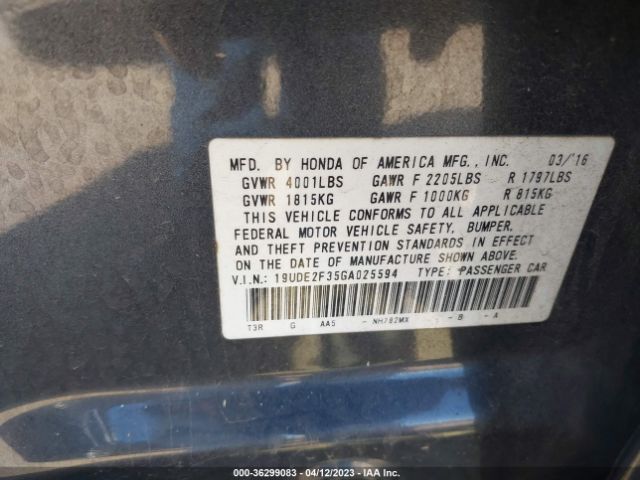 MFD. BY HONDA OF AMERICA MFG., INC. 03/'16
GVWR 4001LBS GAWR F 2205LBS R 1797LBS
GVWR 1815KG GAWR F 1000KG R 815KG
THIS VEHICLE CONFORMS TO ALL APPLICABLE
FEDERAL MOTOR VEHICLE SAFETY, BUMPER,
AND THEFT PREVENTION STANDARDS IN EFFECT
ON THE DATE OF MANUFACTURE SHOWN ABOVE.
V.I.N.: 19UDE2F35GA025594 TYPE: PASSENGER CAR
T3R G AA5 - NH782MX - B - A
000-36299083 - 04/12/2023 - IAA Inc.